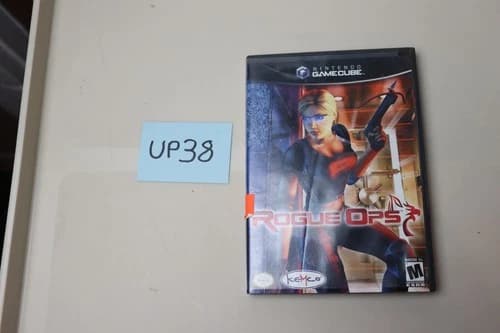 UP38
NINTENDO
GAMECUBE
ROGUE OPS
KEMCO
M